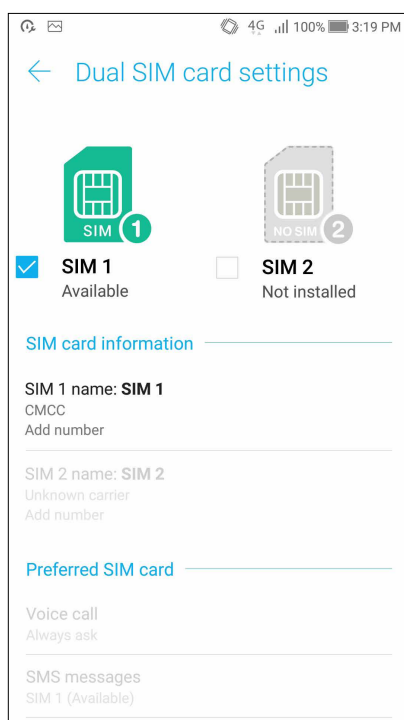 4G 100% 3:19 PM
Dual SIM card settings
SIM 1
NO SIM 2
SIM 1
SIM 2
Available
Not installed
SIM card information
SIM 1 name: SIM 1
CMCC
Add number
SIM 2 name: SIM 2
Unknown carrier
Add number
Preferred SIM card
Voice call
Always ask
SMS messages
SIM 1 (Available)